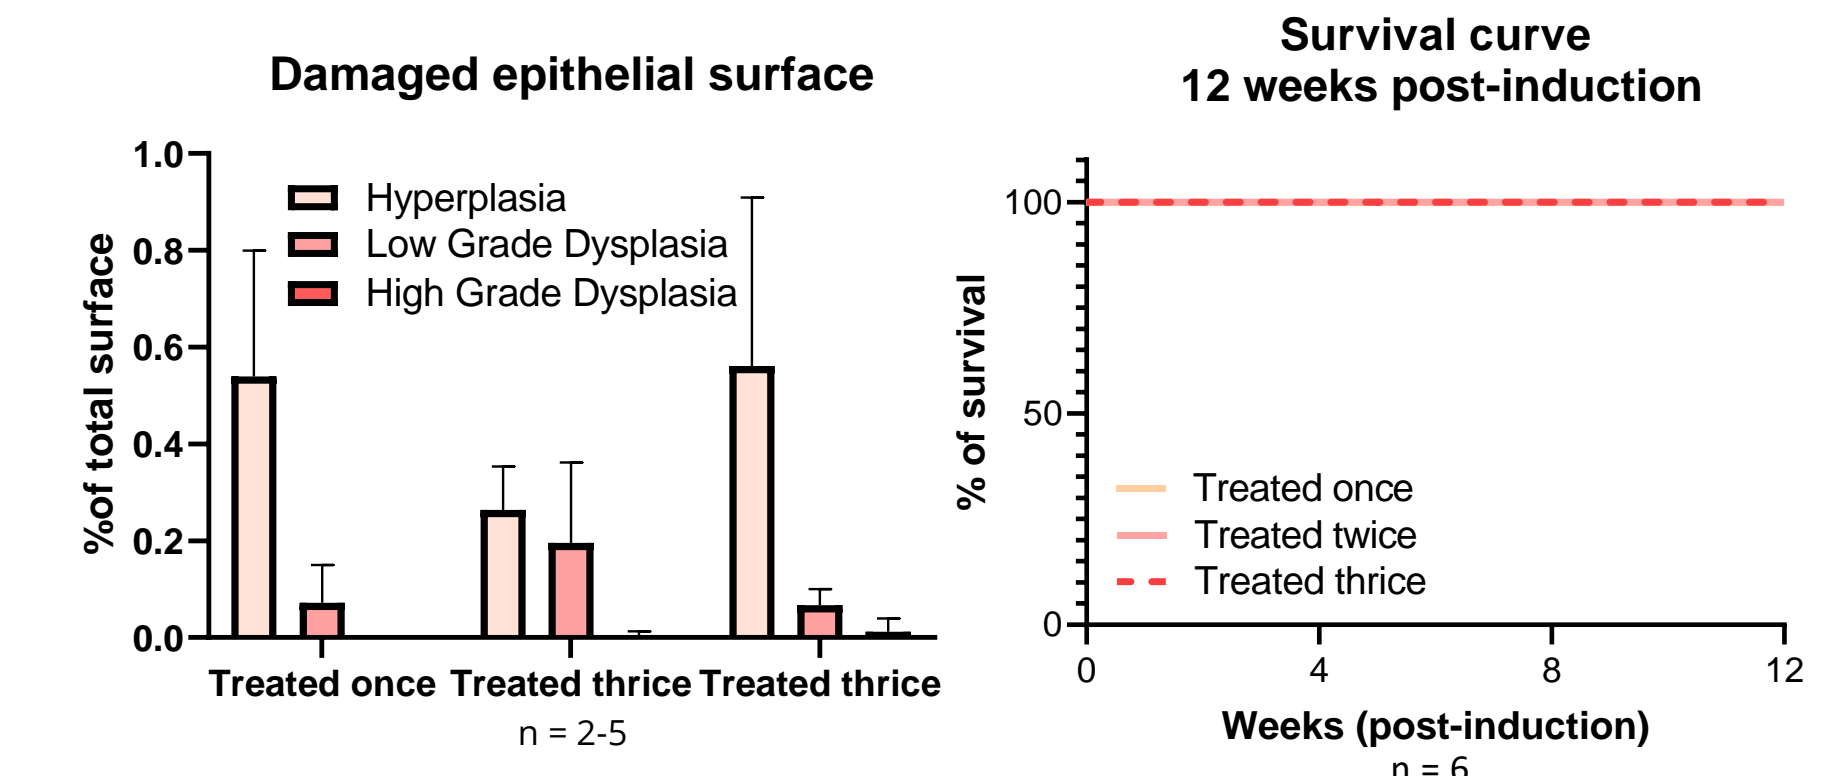 Damaged epithelial surface
%of total surface
1.0
0.8
0.6
0.4
0.2
0.0
Hyperplasia
Low Grade Dysplasia
High Grade Dysplasia
Treated once Treated thrice Treated thrice
n = 2-5
Survival curve
12 weeks post-induction
% of survival
100
50
0
Treated once
Treated twice
Treated thrice
0 4 8 12
Weeks (post-induction)
n = 6